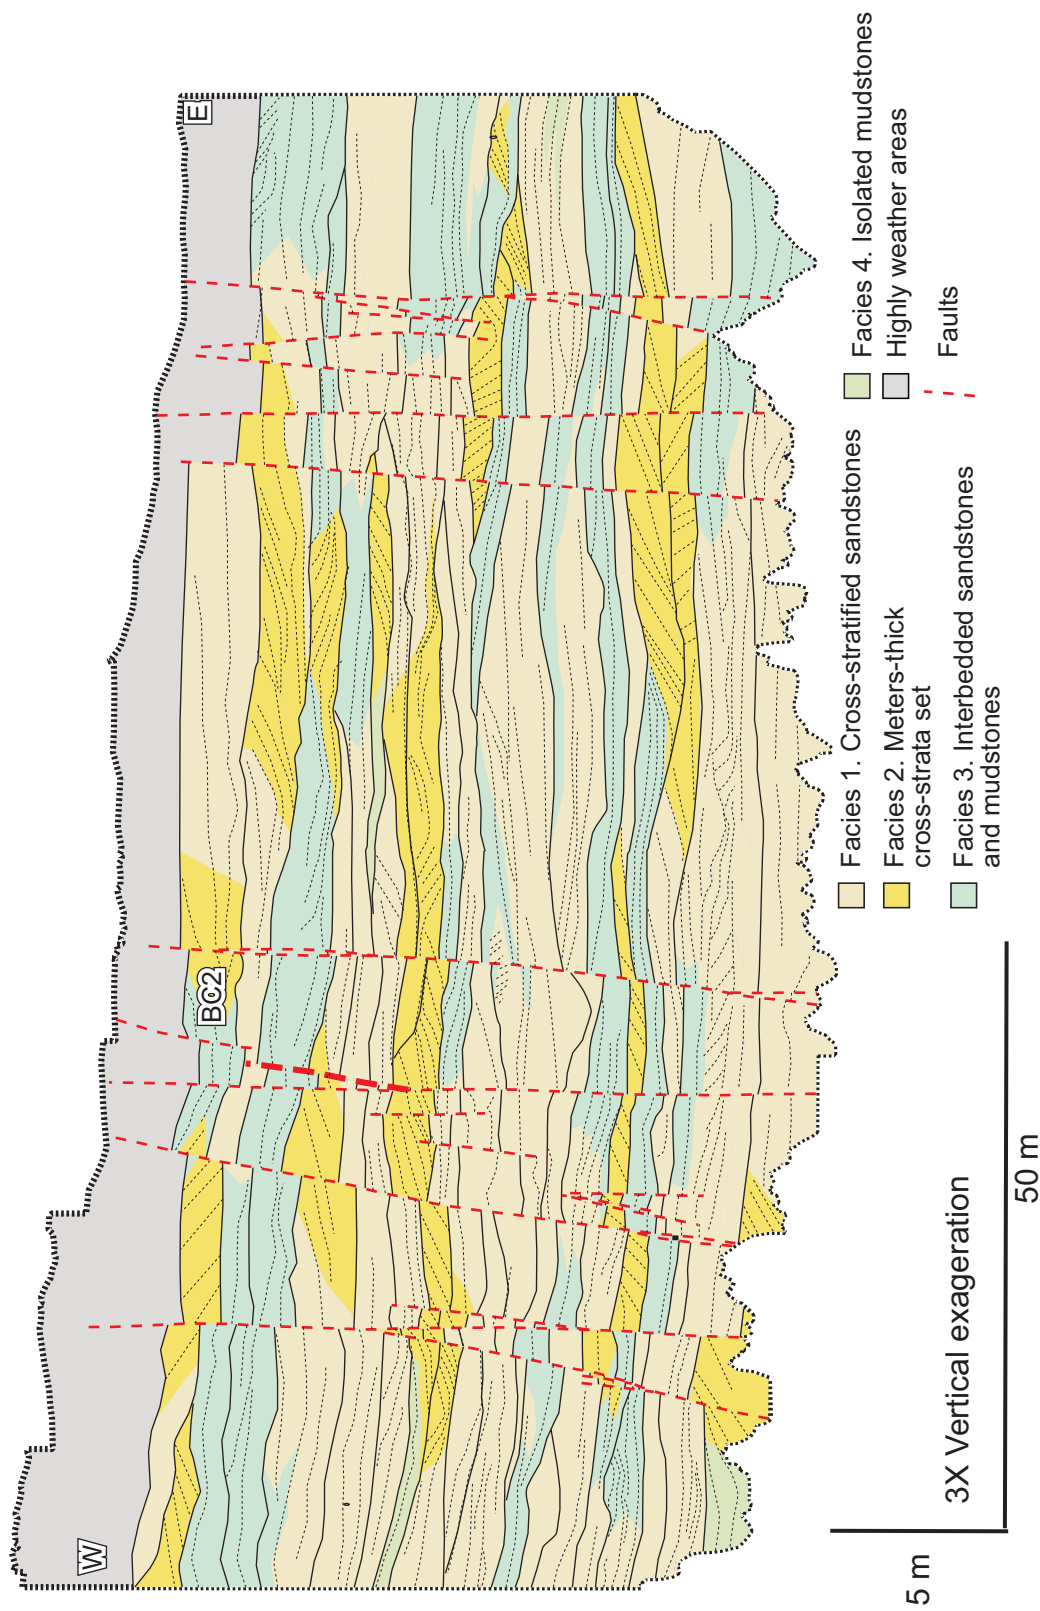 W
E
BC2
Facies 1. Cross-stratified sandstones
Facies 2. Meters-thick
cross-strata set
Facies 3. Interbedded sandstones
and mudstones
Facies 4. Isolated mudstones
Highly weather areas
Faults
3X Vertical exageration
5 m
50 m